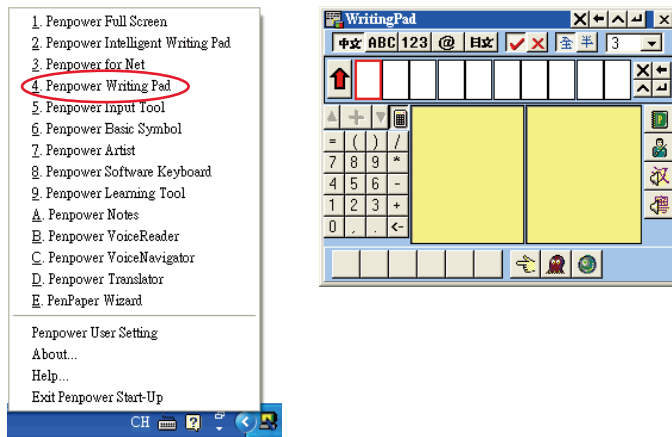 1. Penpower Full Screen
2. Penpower Intelligent Writing Pad
3. Penpower for Net
4. Penpower Writing Pad
5. Penpower Input Tool
6. Penpower Basic Symbol
7. Penpower Artist
8. Penpower Software Keyboard
9. Penpower Learning Tool
A. Penpower Notes
B. Penpower VoiceReader
C. Penpower VoiceNavigator
D. Penpower Translator
E. PenPaper Wizard
Penpower User Setting
About...
Help...
Exit Penpower Start-Up
CH
WritingPad
中文 ABC 123 @ 日文 全 半 3
= ( ) /
7 8 9 *
4 5 6 -
1 2 3 +
0 , . <-